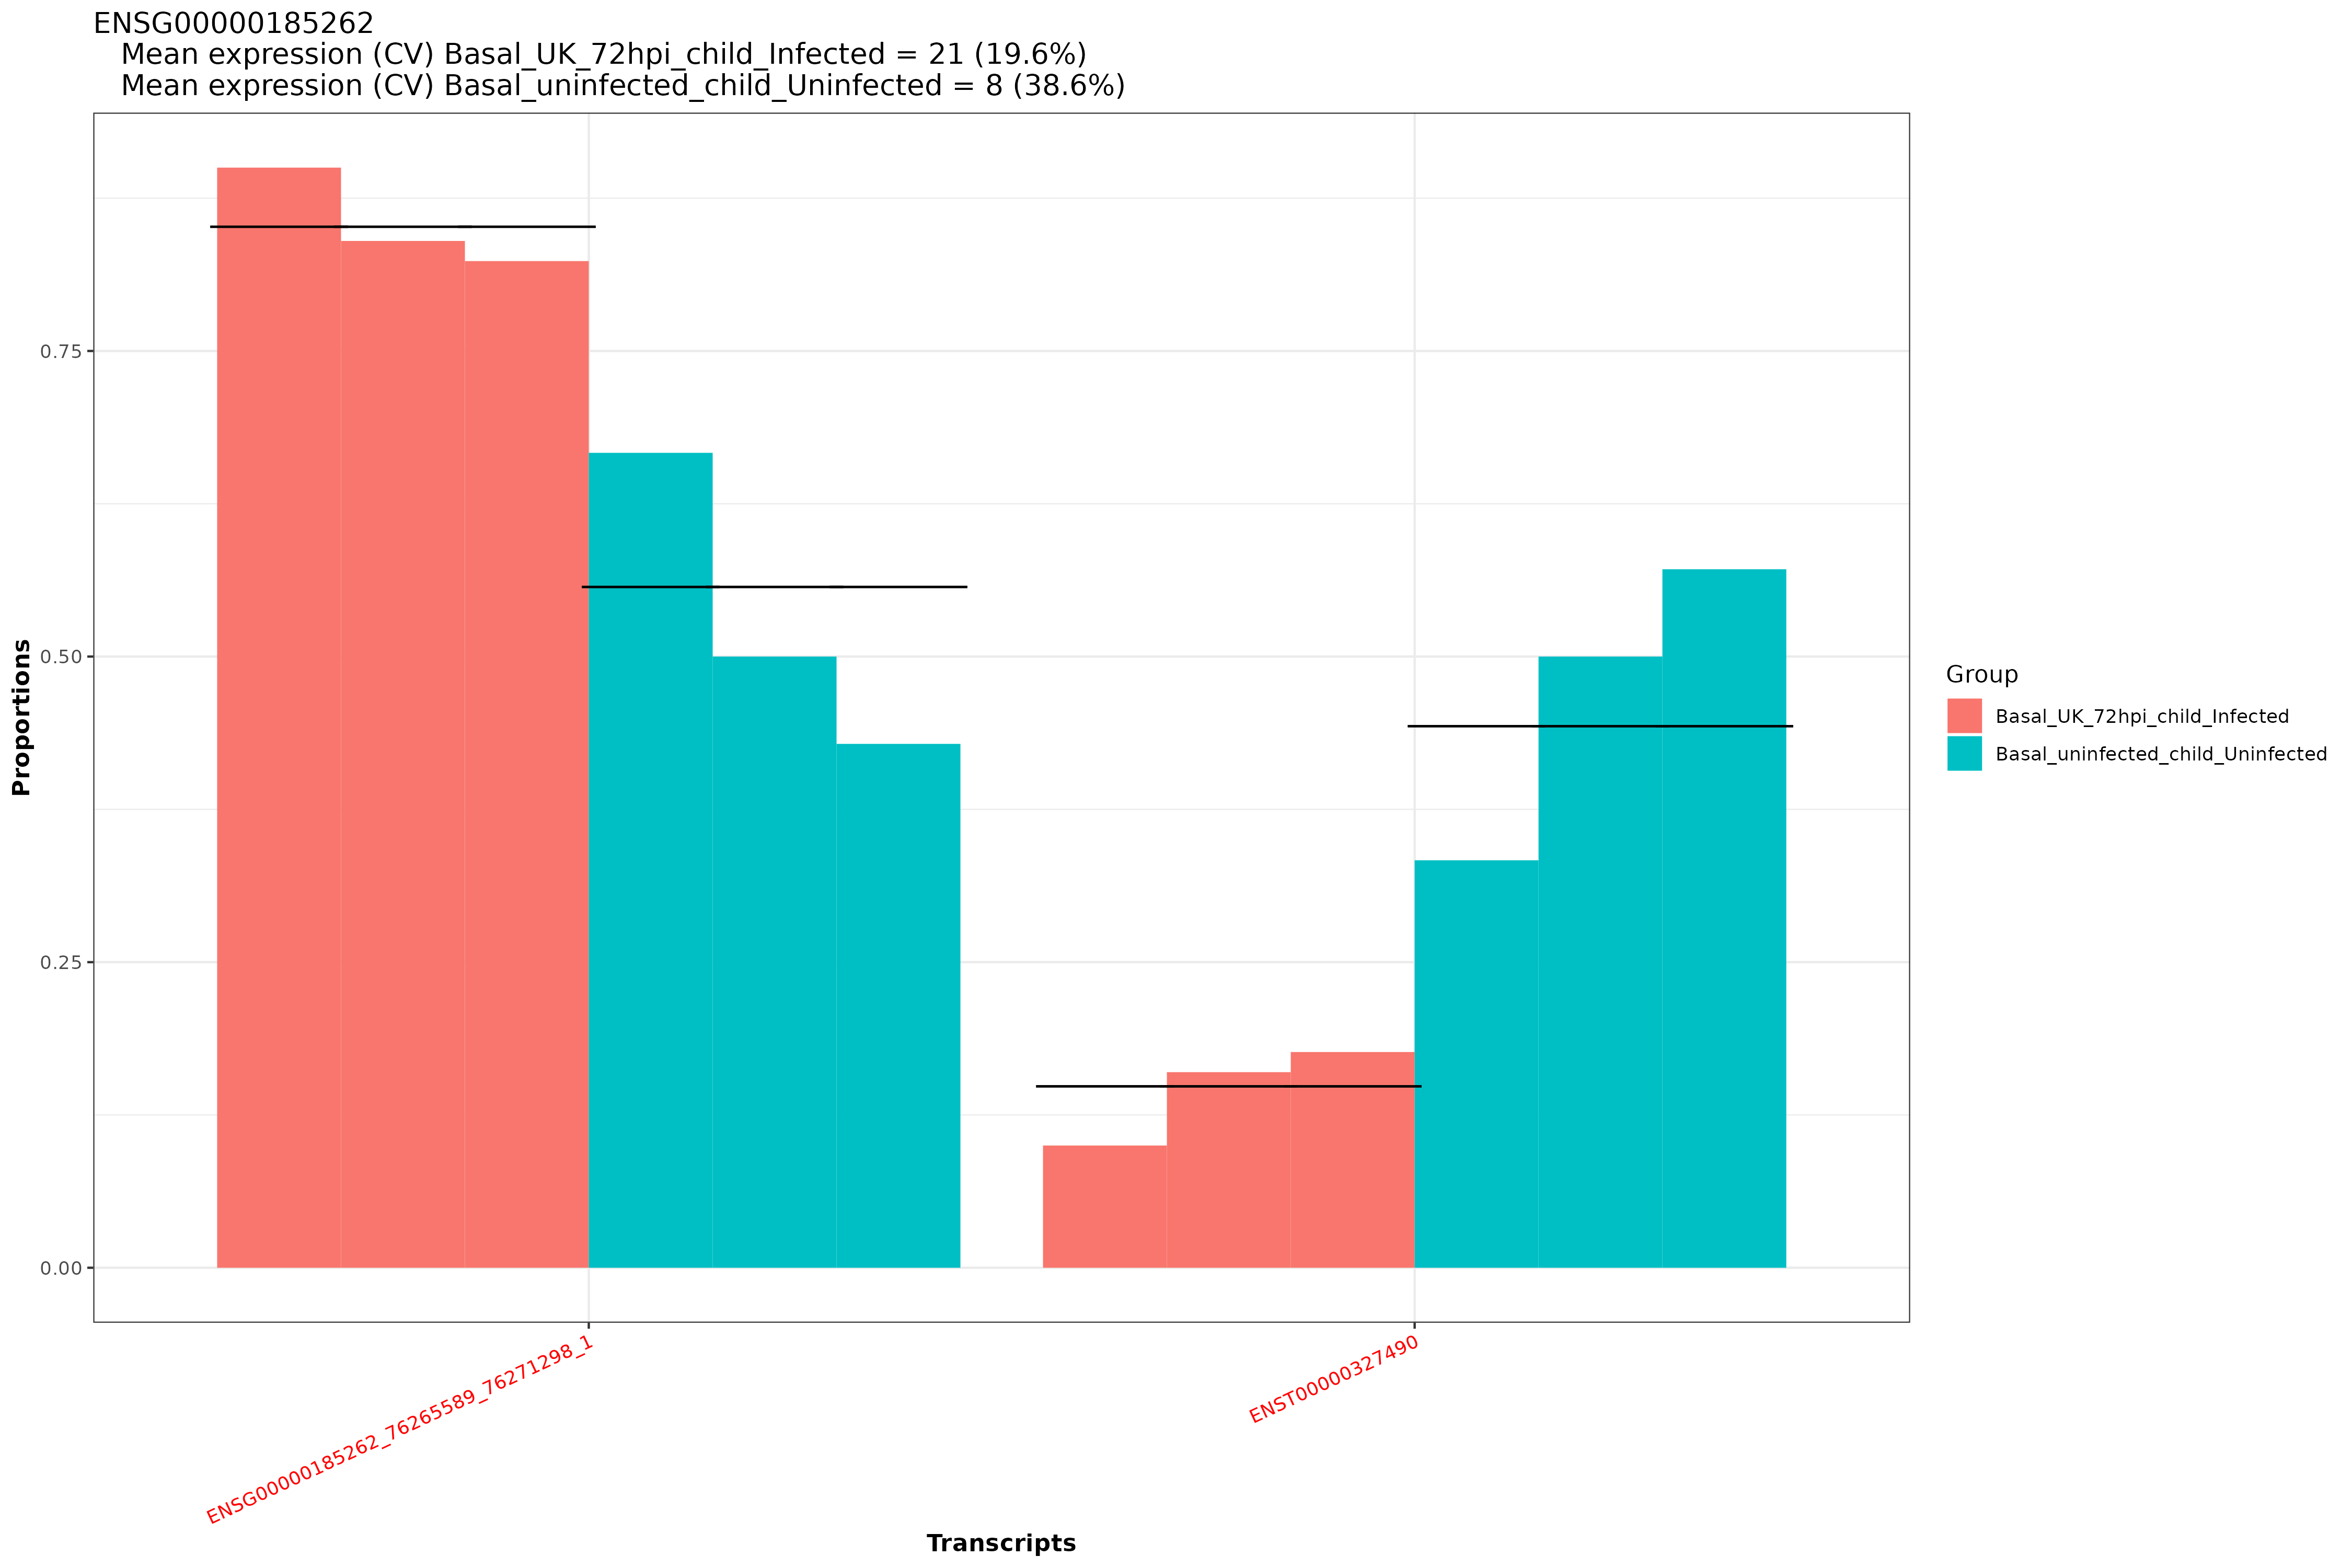 ENSG00000185262
Mean expression (CV) Basal_UK_72hpi_child_Infected = 21 (19.6%)
Mean expression (CV) Basal_uninfected_child_Uninfected = 8 (38.6%)
0.75
0.50
0.25
0.00
Proportions
ENSG00000185262_76265589_76271298_1
ENST00000327490
Transcripts
Group
Basal_UK_72hpi_child_Infected
Basal_uninfected_child_Uninfected